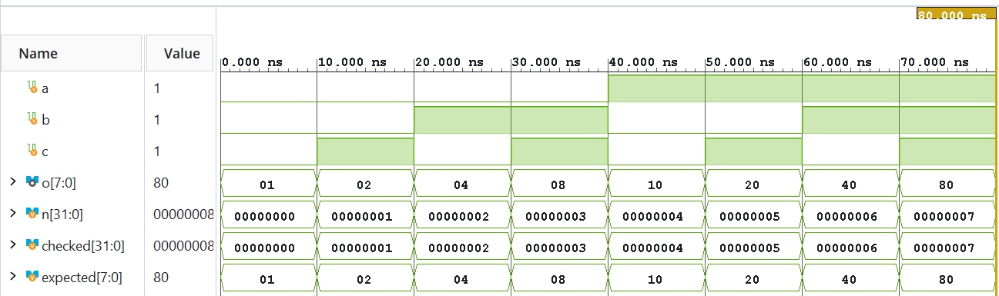 80.000 ns
Name Value
0.000 ns 10.000 ns 20.000 ns 30.000 ns 40.000 ns 50.000 ns 60.000 ns 70.000 ns
a 1
b 1
c 1
o[7:0] 80 01 02 04 08 10 20 40 80
n[31:0] 00000008 00000000 00000001 00000002 00000003 00000004 00000005 00000006 00000007
checked[31:0] 00000008 00000000 00000001 00000002 00000003 00000004 00000005 00000006 00000007
expected[7:0] 80 01 02 04 08 10 20 40 80